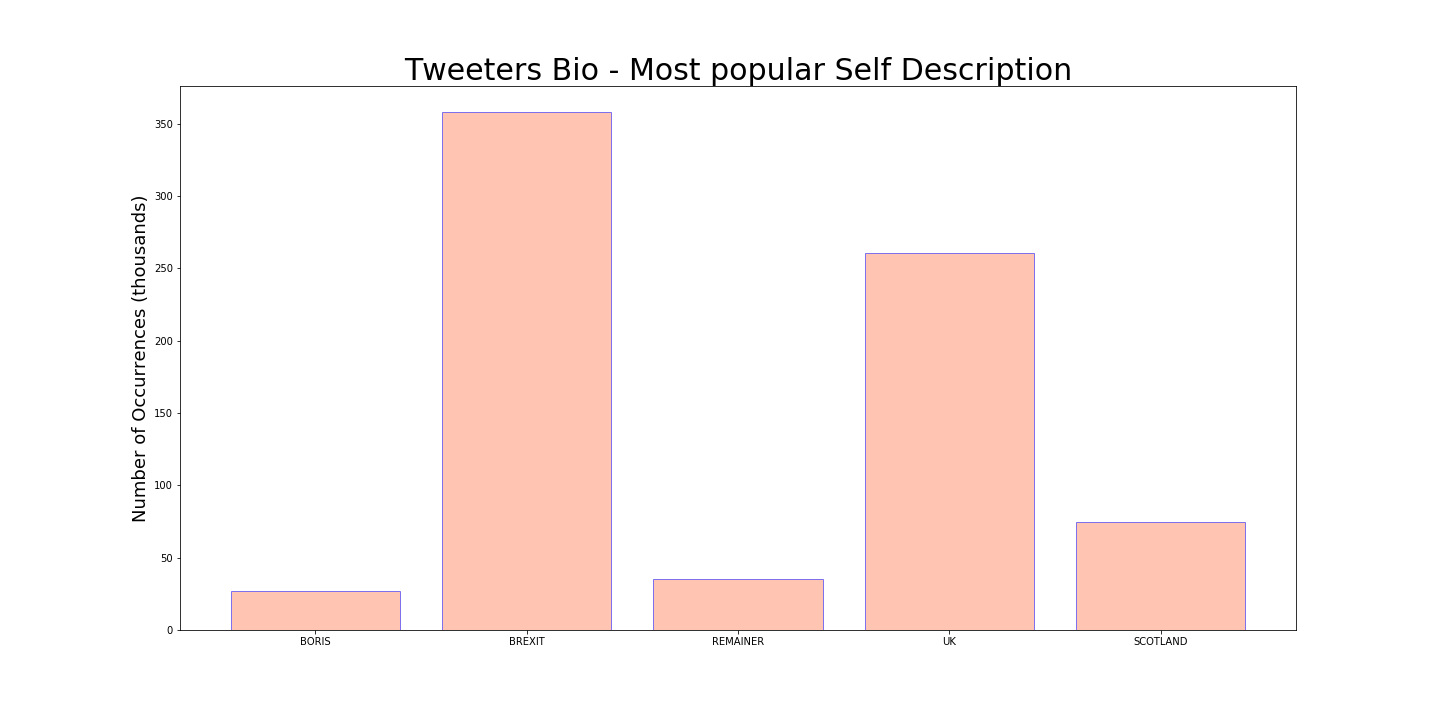 Tweeters Bio - Most popular Self Description
Number of Occurrences (thousands)
350
300
250
200
150
100
50
0
BORIS BREXIT REMAINER UK SCOTLAND